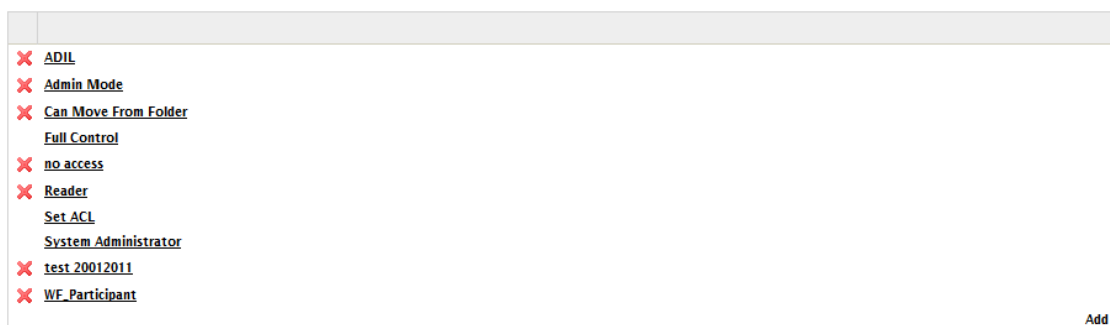 ADIL
Admin Mode
Can Move From Folder
Full Control
no access
Reader
Set ACL
System Administrator
test 20012011
WF_Participant
Add